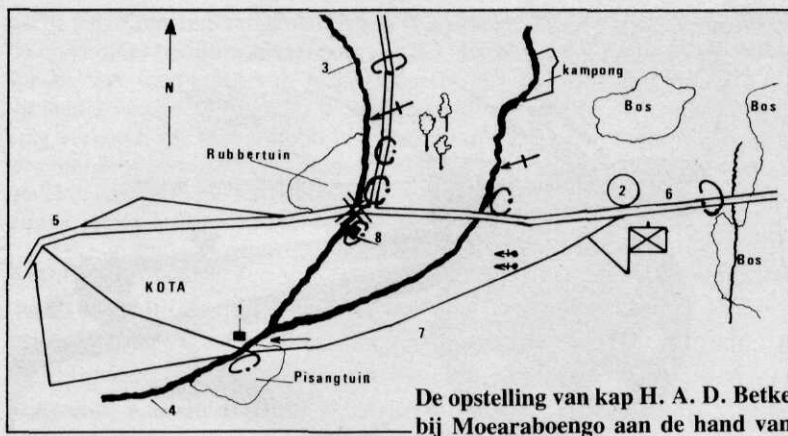 N
3
kampong
Bos
Bos
Rubbertuin
2
6
5
8
KOTA
Bos
1
7
Pisangtuin
4
De opstelling van kap H. A. D. Betke
bij Moearaboengo aan de hand van